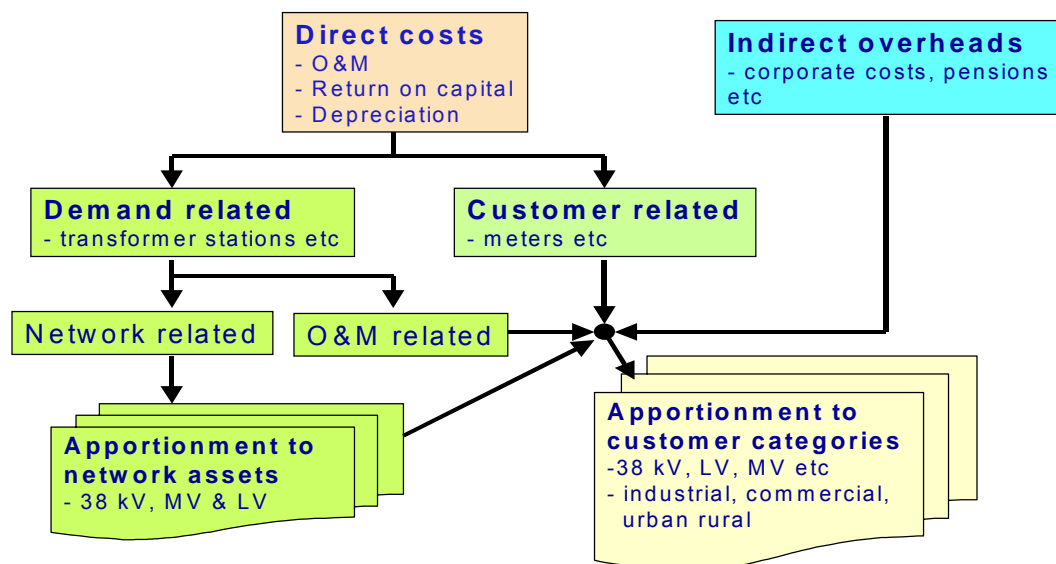 Direct costs
- O&M
- Return on capital
- Depreciation
Indirect overheads
- corporate costs, pensions
etc
Demand related
- transformer stations etc
Customer related
- meters etc
Network related
O&M related
Apportionment to
network assets
- 38 kV, MV & LV
Apportionment to
customer categories
-38 kV, LV, MV etc
- industrial, commercial,
urban rural